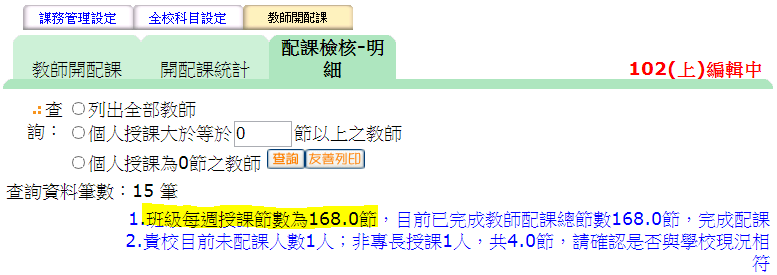 課務管理設定 全校科目設定 教師開配課
教師開配課 開配課統計 配課檢核-明
細
102(上)編輯中
查 列出全部教師
詢： 個人授課大於等於 0 節以上之教師
個人授課為0節之教師 查詢 友善列印
查詢資料筆數：15 筆
1.班級每週授課節數為168.0節，目前已完成教師配課總節數168.0節，完成配課
2.貴校目前未配課人數1人；非專長授課1人，共4.0節，請確認是否與學校現況相
符